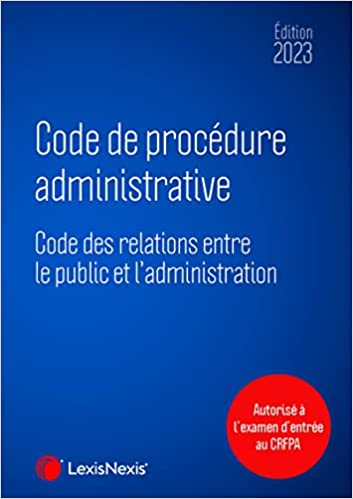 Édition
2023
Code de procédure
administrative
Code des relations entre
le public et l'administration
Autorisé à
l'examen d'entrée
au CRFPA
LexisNexis®